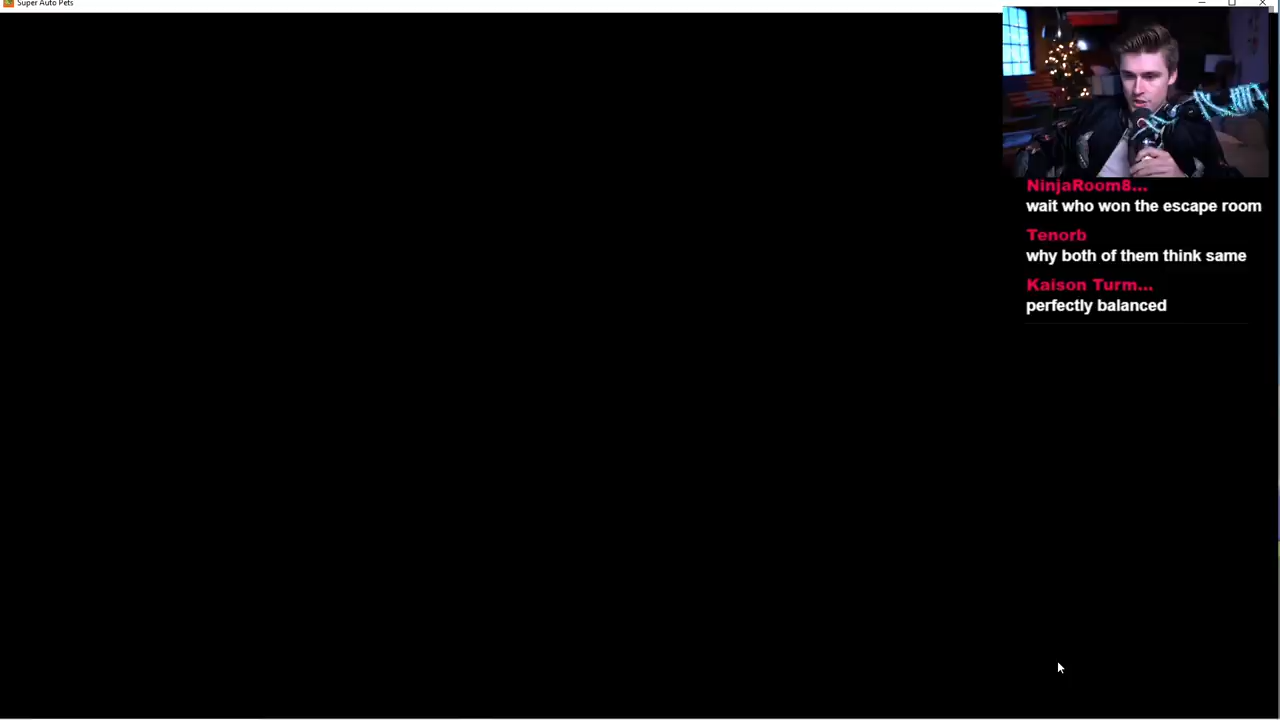 Super Auto Pets
NinjaRoom8...
wait who won the escape room
Tenorb
why both of them think same
Kaison Turm...
perfectly balanced